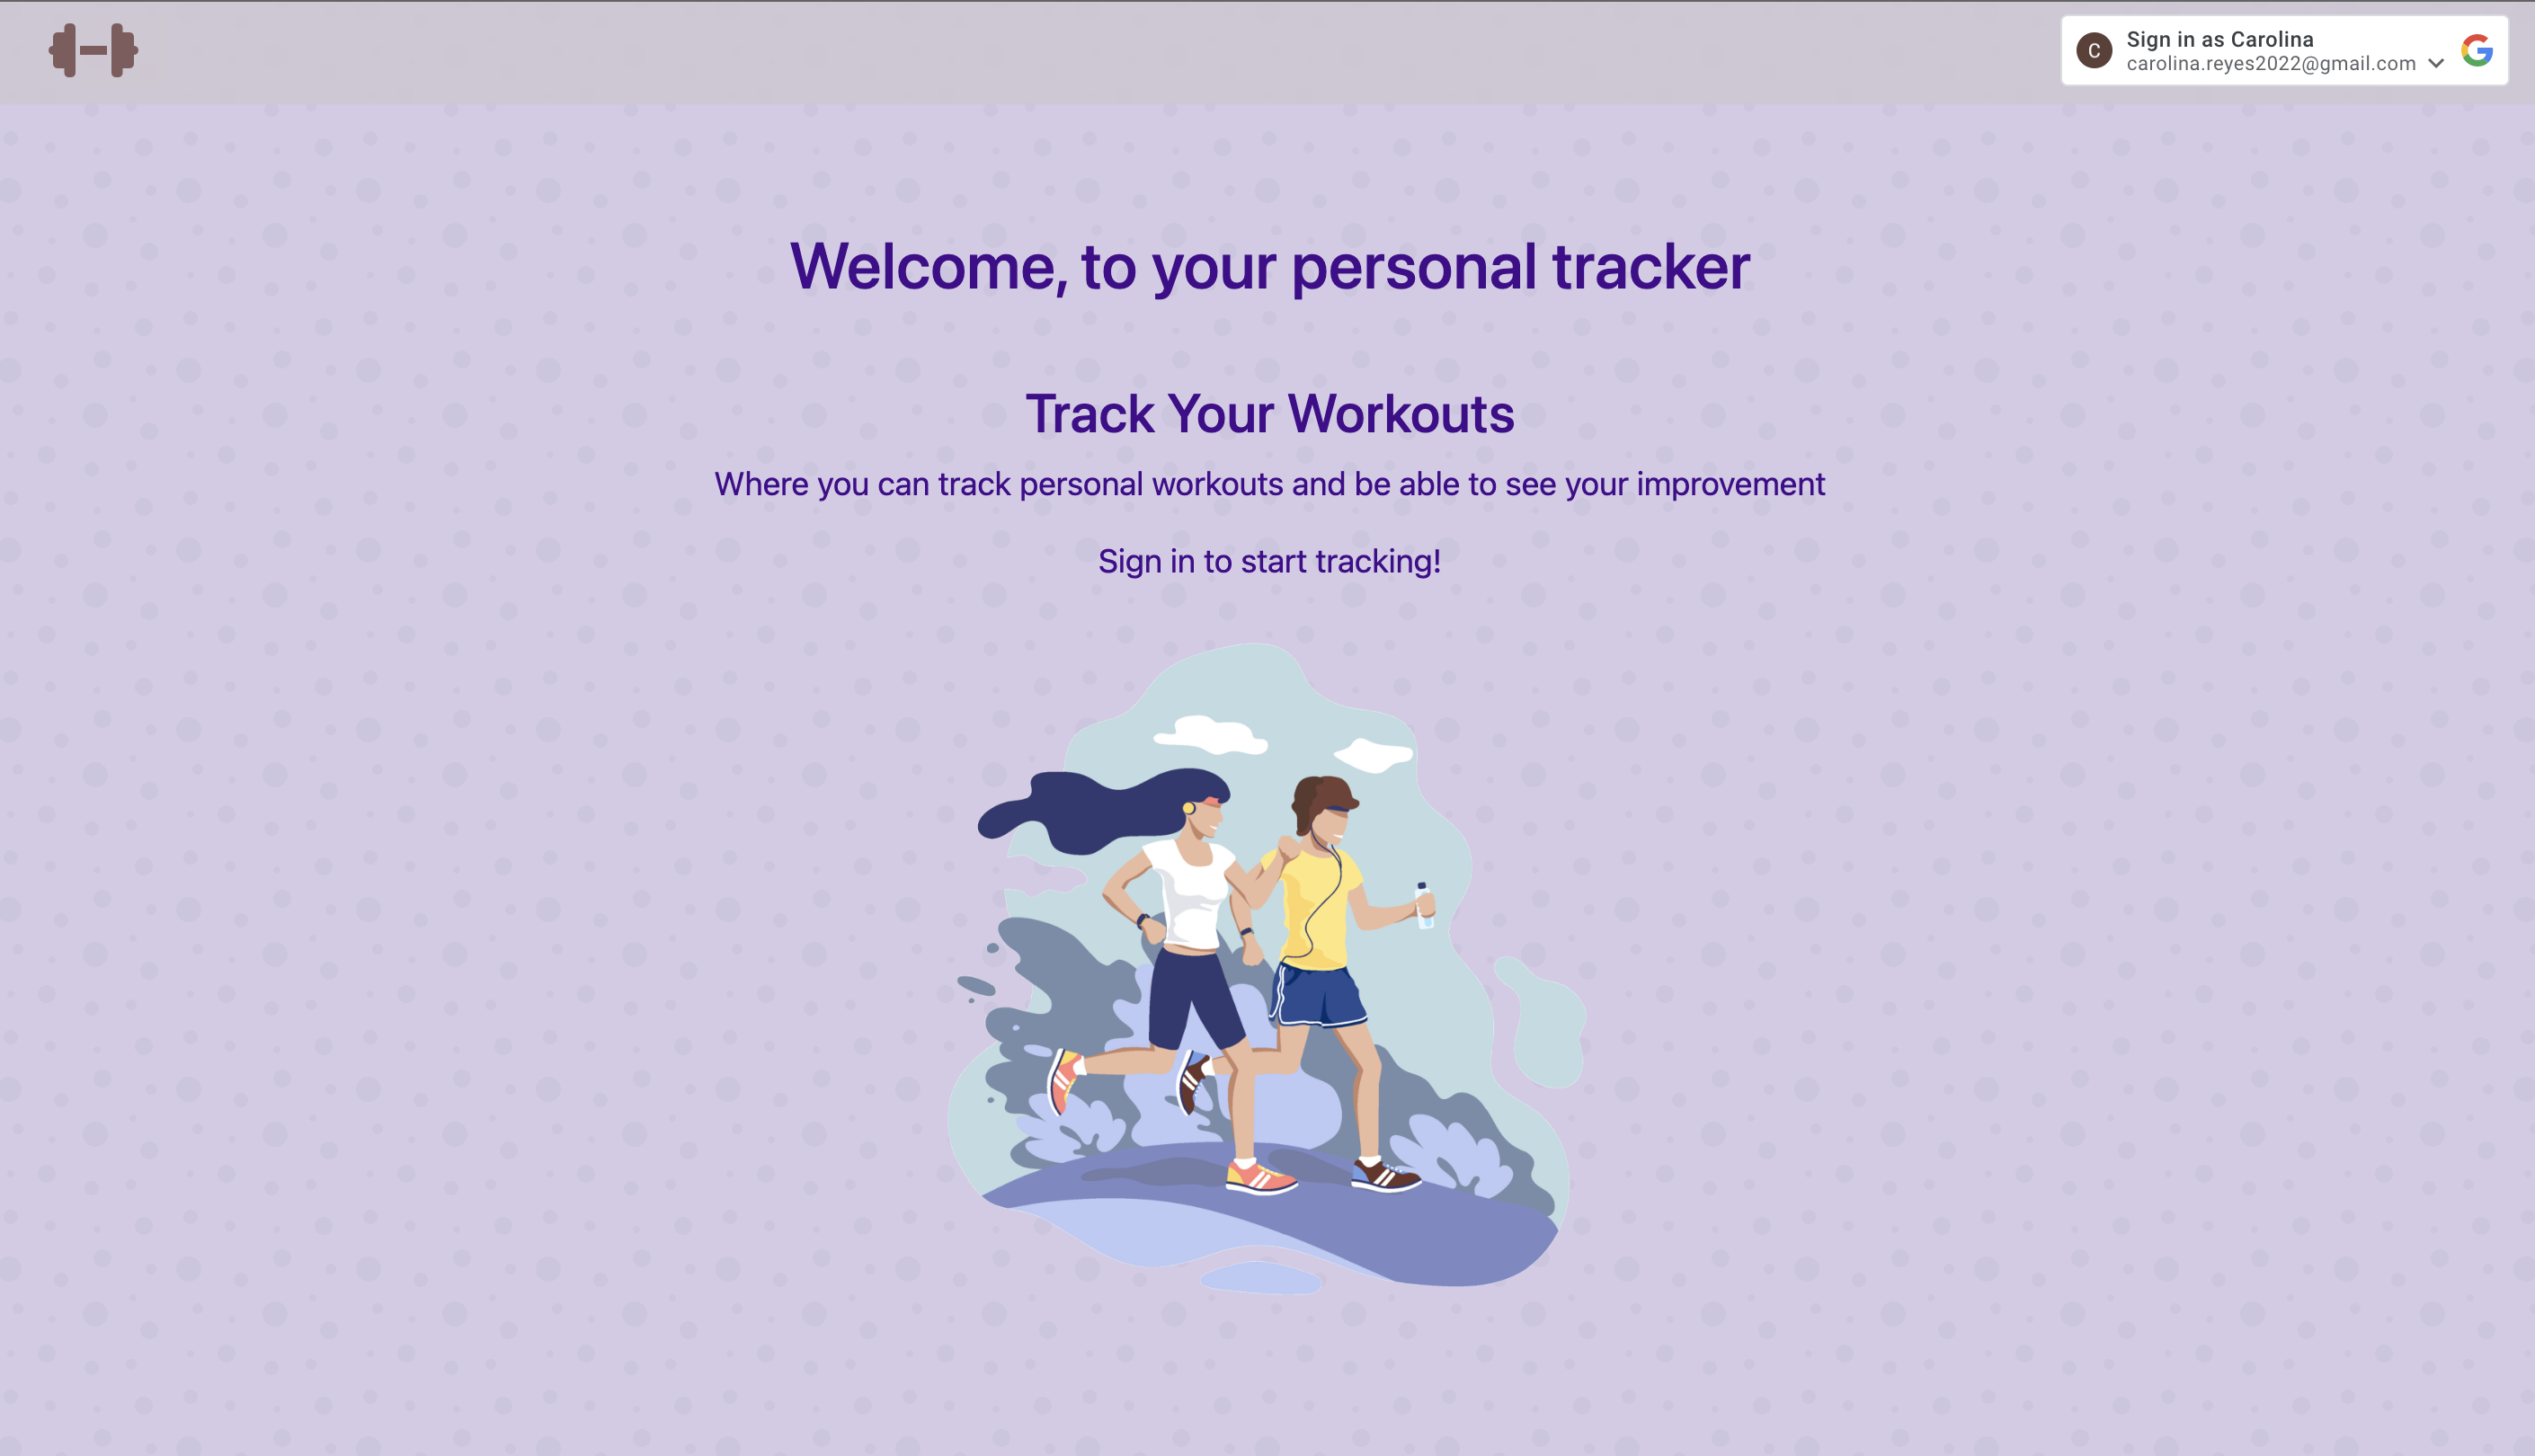 C
Sign in as Carolina
carolina.reyes2022@gmail.com
Welcome, to your personal tracker
Track Your Workouts
Where you can track personal workouts and be able to see your improvement
Sign in to start tracking!